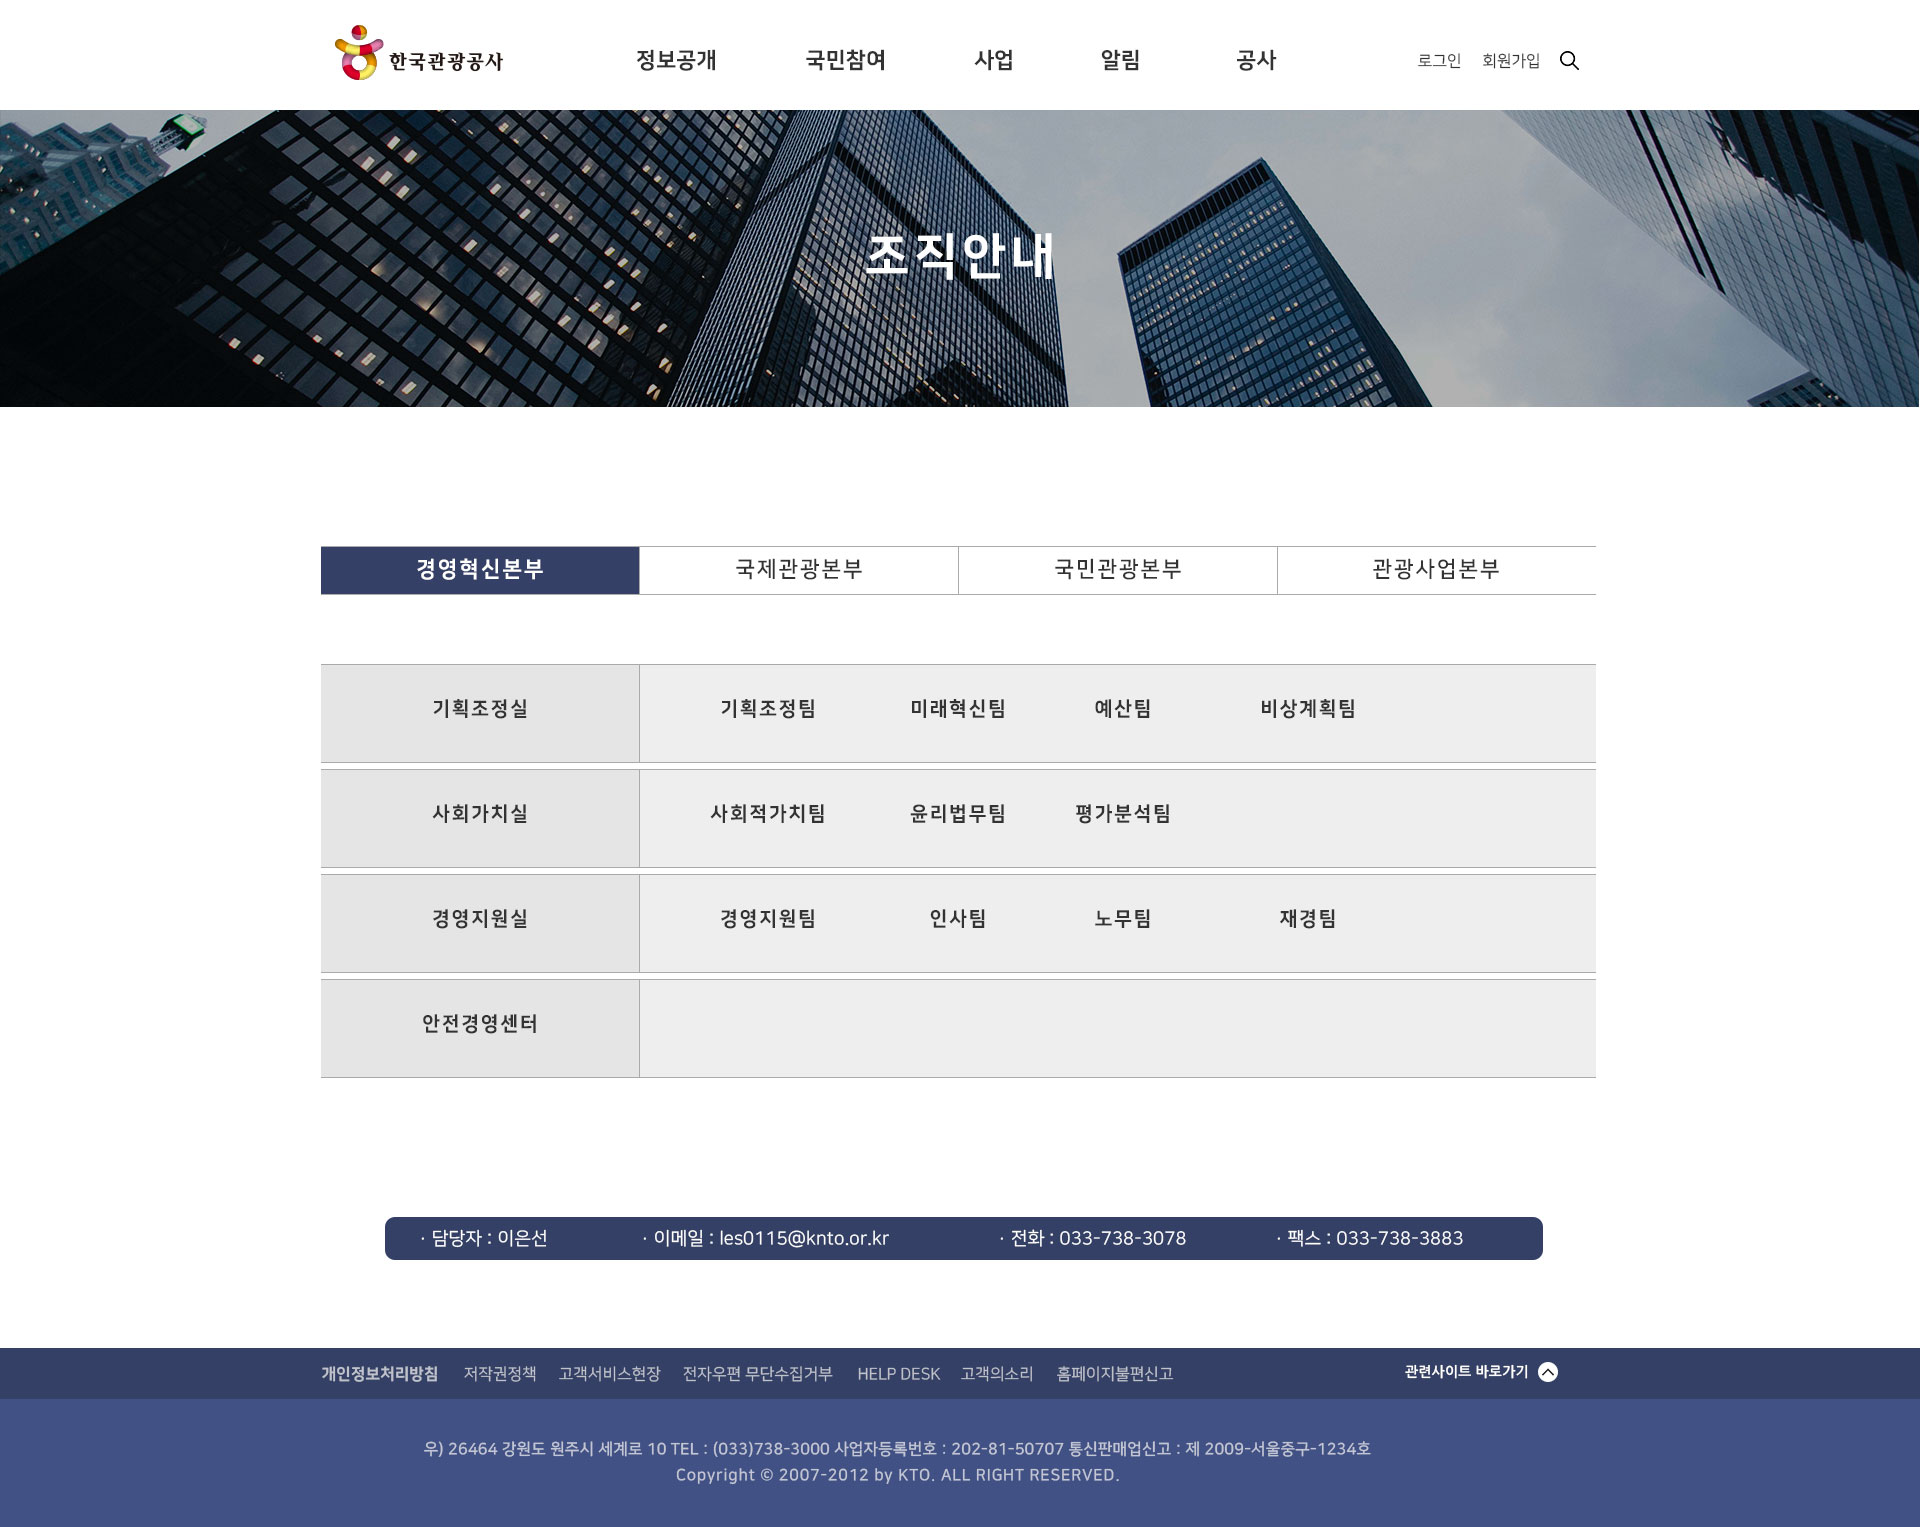 한국관광공사
정보공개 국민참여 사업 알림 공사
로그인 회원가입
조직안내
경영혁신본부 국제관광본부 국민관광본부 관광사업본부
기획조정실 기획조정팀 미래혁신팀 예산팀 비상계획팀
사회가치실 사회적가치팀 윤리법무팀 평가분석팀
경영지원실 경영지원팀 인사팀 노무팀 재경팀
안전경영센터
· 담당자 : 이은선 · 이메일 : les0115@knto.or.kr · 전화 : 033-738-3078 · 팩스 : 033-738-3883
개인정보처리방침 저작권정책 고객서비스현장 전자우편 무단수집거부 HELP DESK 고객의소리 홈페이지불편신고 관련사이트 바로가기
우) 26464 강원도 원주시 세계로 10 TEL : (033)738-3000 사업자등록번호 : 202-81-50707 통신판매업신고 : 제 2009-서울중구-1234호
Copyright © 2007-2012 by KTO. ALL RIGHT RESERVED.